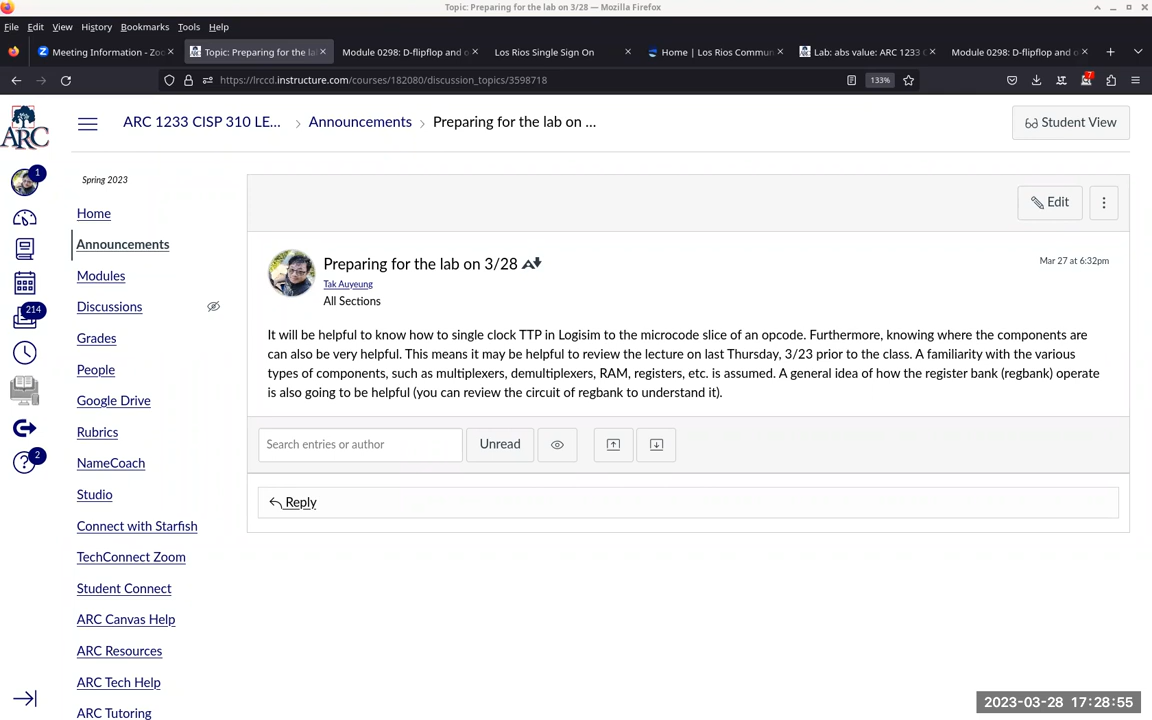 Topic: Preparing for the lab on 3/28 — Mozilla Firefox
File Edit View History Bookmarks Tools Help
Meeting Information - Zoo
Topic: Preparing for the la
Module 0298: D-flipflop and o
Los Rios Single Sign On
Home | Los Rios Commun
Lab: abs value: ARC 1233 C
Module 0298: D-flipflop and o
https://lrccd.instructure.com/courses/182080/discussion_topics/3598718
133%
7
ARC
ARC 1233 CISP 310 LE... > Announcements > Preparing for the lab on ...
Student View
1
214
2
Spring 2023
Home
Announcements
Modules
Discussions
Grades
People
Google Drive
Rubrics
NameCoach
Studio
Connect with Starfish
TechConnect Zoom
Student Connect
ARC Canvas Help
ARC Resources
ARC Tech Help
ARC Tutoring
Edit
Preparing for the lab on 3/28
Mar 27 at 6:32pm
Tak Auyeung
All Sections
It will be helpful to know how to single clock TTP in Logisim to the microcode slice of an opcode. Furthermore, knowing where the components are
can also be very helpful. This means it may be helpful to review the lecture on last Thursday, 3/23 prior to the class. A familiarity with the various
types of components, such as multiplexers, demultiplexers, RAM, registers, etc. is assumed. A general idea of how the register bank (regbank) operate
is also going to be helpful (you can review the circuit of regbank to understand it).
Search entries or author
Unread
Reply
2023-03-28 17:28:55